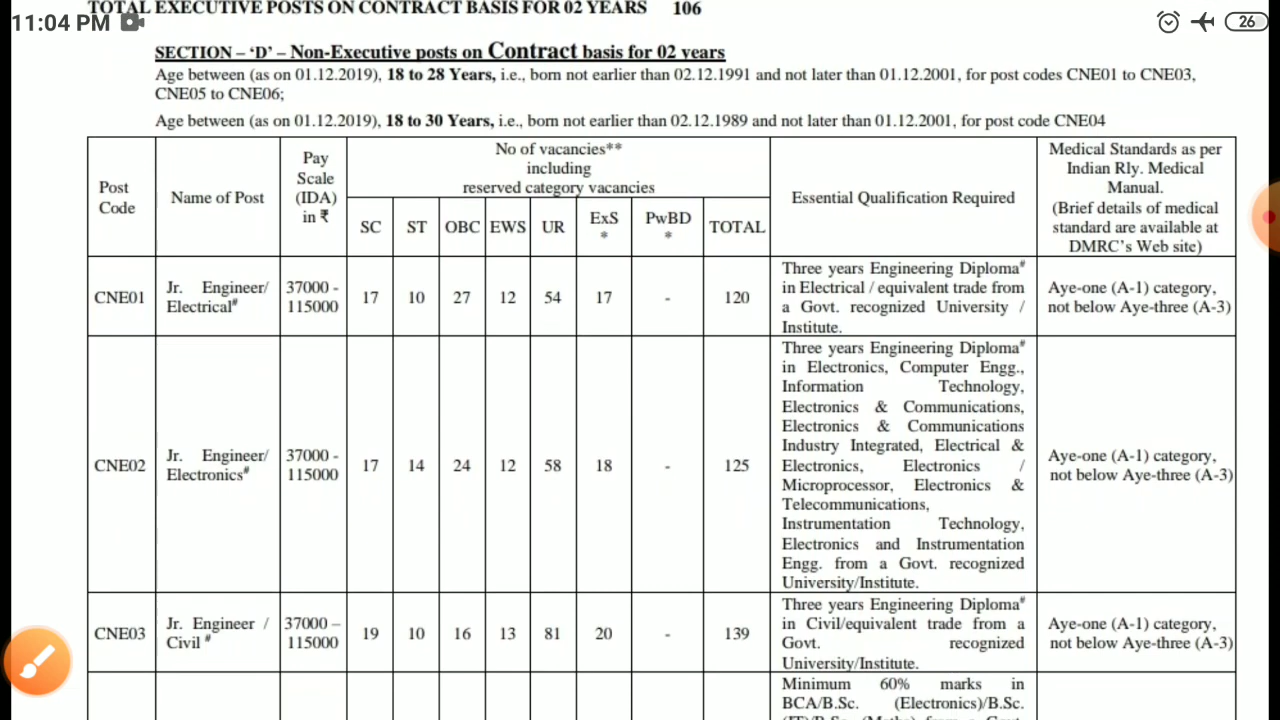 TOTAL EXECUTIVE POSTS ON CONTRACT BASIS FOR 02 YEARS 106
11:04 PM
26
SECTION – ‘D’ – Non-Executive posts on Contract basis for 02 years
Age between (as on 01.12.2019), 18 to 28 Years, i.e., born not earlier than 02.12.1991 and not later than 01.12.2001, for post codes CNE01 to CNE03,
CNE05 to CNE06;
Age between (as on 01.12.2019), 18 to 30 Years, i.e., born not earlier than 02.12.1989 and not later than 01.12.2001, for post code CNE04
Post
Code
Name of Post
Pay
Scale
(IDA)
in ₹
No of vacancies**
including
reserved category vacancies
SC ST OBC EWS UR ExS * PwBD * TOTAL
Essential Qualification Required
Medical Standards as per
Indian Rly. Medical
Manual.
(Brief details of medical
standard are available at
DMRC’s Web site)
CNE01
Jr. Engineer/
Electrical#
37000 -
115000
17 10 27 12 54 17 - 120
Three years Engineering Diploma#
in Electrical / equivalent trade from
a Govt. recognized University /
Institute.
Aye-one (A-1) category,
not below Aye-three (A-3)
CNE02
Jr. Engineer/
Electronics#
37000 -
115000
17 14 24 12 58 18 - 125
Three years Engineering Diploma#
in Electronics, Computer Engg.,
Information Technology,
Electronics & Communications,
Electronics & Communications
Industry Integrated, Electrical &
Electronics, Electronics /
Microprocessor, Electronics &
Telecommunications,
Instrumentation Technology,
Electronics and Instrumentation
Engg. from a Govt. recognized
University/Institute.
Aye-one (A-1) category,
not below Aye-three (A-3)
CNE03
Jr. Engineer /
Civil #
37000 –
115000
19 10 16 13 81 20 - 139
Three years Engineering Diploma#
in Civil/equivalent trade from a
Govt. recognized
University/Institute.
Aye-one (A-1) category,
not below Aye-three (A-3)
Minimum 60% marks in
BCA/B.Sc. (Electronics)/B.Sc.